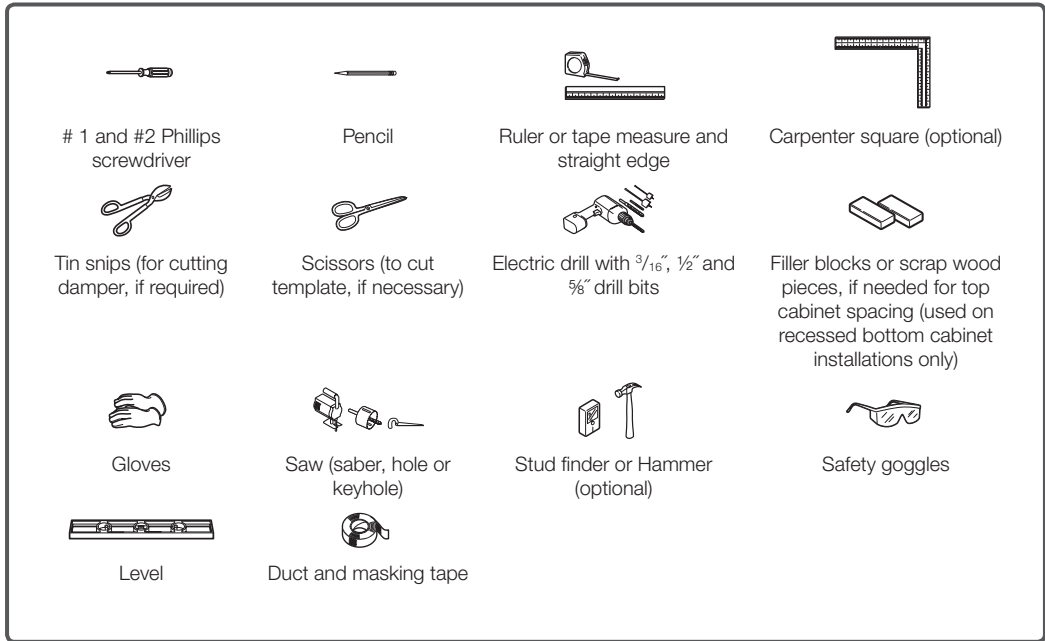 # 1 and #2 Phillips
screwdriver
Pencil
Ruler or tape measure and
straight edge
Carpenter square (optional)
Tin snips (for cutting
damper, if required)
Scissors (to cut
template, if necessary)
Electric drill with 3/16˝, ½˝ and
⅝˝ drill bits
Filler blocks or scrap wood
pieces, if needed for top
cabinet spacing (used on
recessed bottom cabinet
installations only)
Gloves
Saw (saber, hole or
keyhole)
Stud finder or Hammer
(optional)
Safety goggles
Level
Duct and masking tape